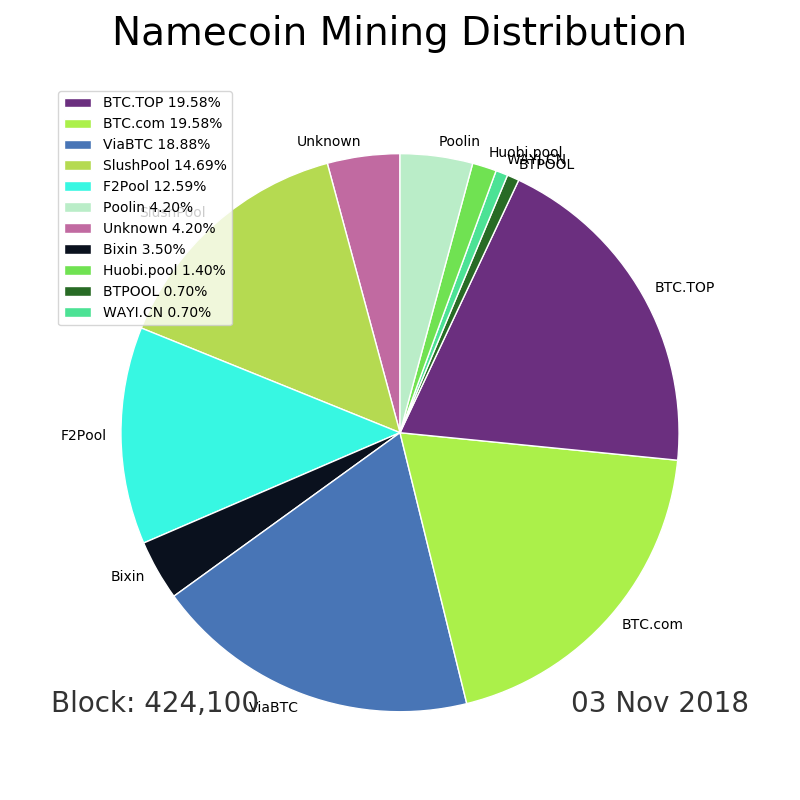 Namecoin Mining Distribution
BTC.TOP 19.58%
BTC.com 19.58%
ViaBTC 18.88%
SlushPool 14.69%
F2Pool 12.59%
Poolin 4.20%
Unknown 4.20%
Bixin 3.50%
Huobi.pool 1.40%
BTPOOL 0.70%
WAYI.CN 0.70%
Unknown
Poolin
Huobi.pool
WAYI.CN
BTPOOL
SlushPool
BTC.TOP
F2Pool
Bixin
BTC.com
ViaBTC
Block: 424,100
03 Nov 2018